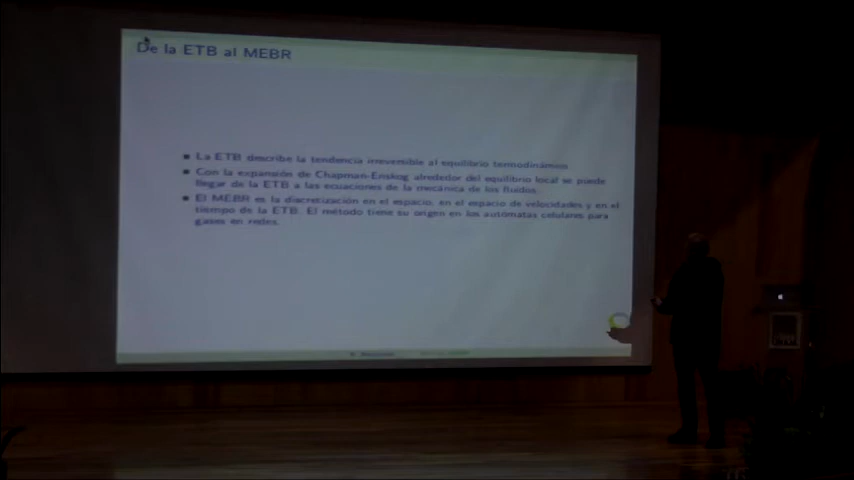 De la ETB al MEBR
La ETB describe la tendencia irreversible al equilibrio termodinámico
Con la expansión de Chapman-Enskog alrededor del equilibrio local se puede
llegar de la ETB a las ecuaciones de la mecánica de los fluidos.
El MEBR es la discretización en el espacio, en el espacio de velocidades y en el
tiempo de la ETB. El método tiene su origen en los autómatas celulares para
gases en redes.